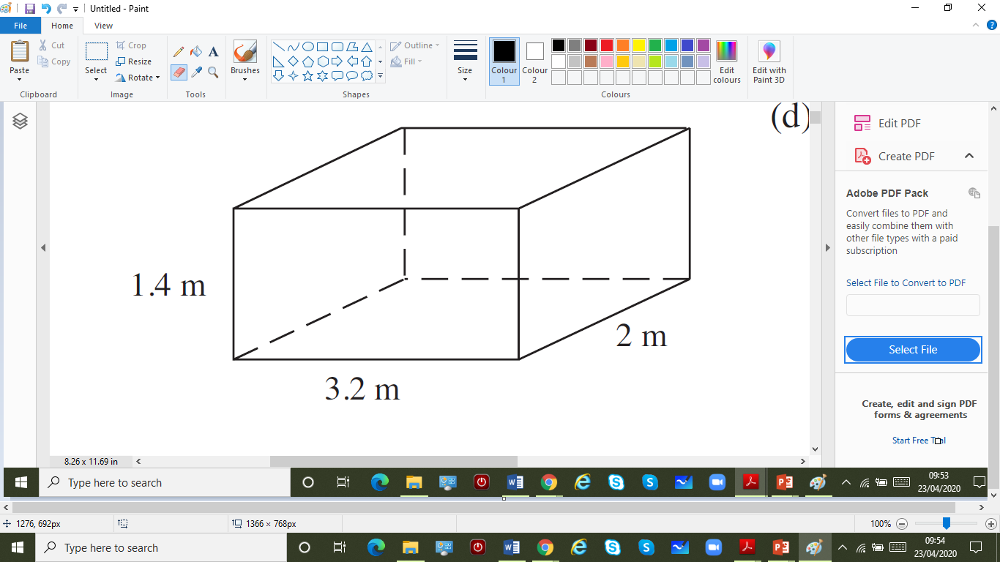 Untitled - Paint
File
Home
View
Paste
Cut
Copy
Clipboard
Select
Crop
Resize
Rotate
Image
A
Tools
Brushes
Outline
Fill
Shapes
Size
Colour
1
Colour
2
Edit
colours
Colours
Edit with
Paint 3D
(d)
1.4 m
2 m
3.2 m
Edit PDF
Create PDF
Adobe PDF Pack
Convert files to PDF and
easily combine them with
other file types with a paid
subscription
Select File to Convert to PDF
Select File
Create, edit and sign PDF
forms & agreements
Start Free Trial
8.26 x 11.69 in
Type here to search
09:53
23/04/2020
1276, 692px
1366 × 768px
100%
Type here to search
09:54
23/04/2020